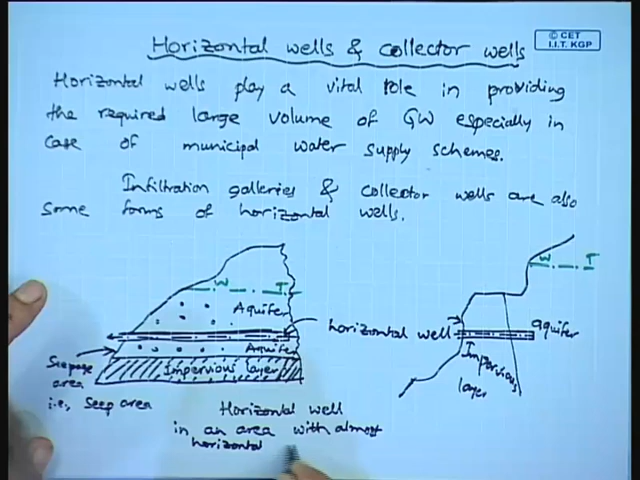 © CET
I.I.T. KGP
Horizontal wells & collector wells
Horizontal wells play a vital role in providing
the required large volume of GW especially in
case of municipal water supply schemes.
Infiltration galleries & collector wells are also
some forms of horizontal wells.
W T
Aquifer
horizontal well
Aquifer
Impervious layer
Seepage
area
i.e., Seep area
W T
aquifer
Impervious
layer
Horizontal well
in an area with almost
horizontal